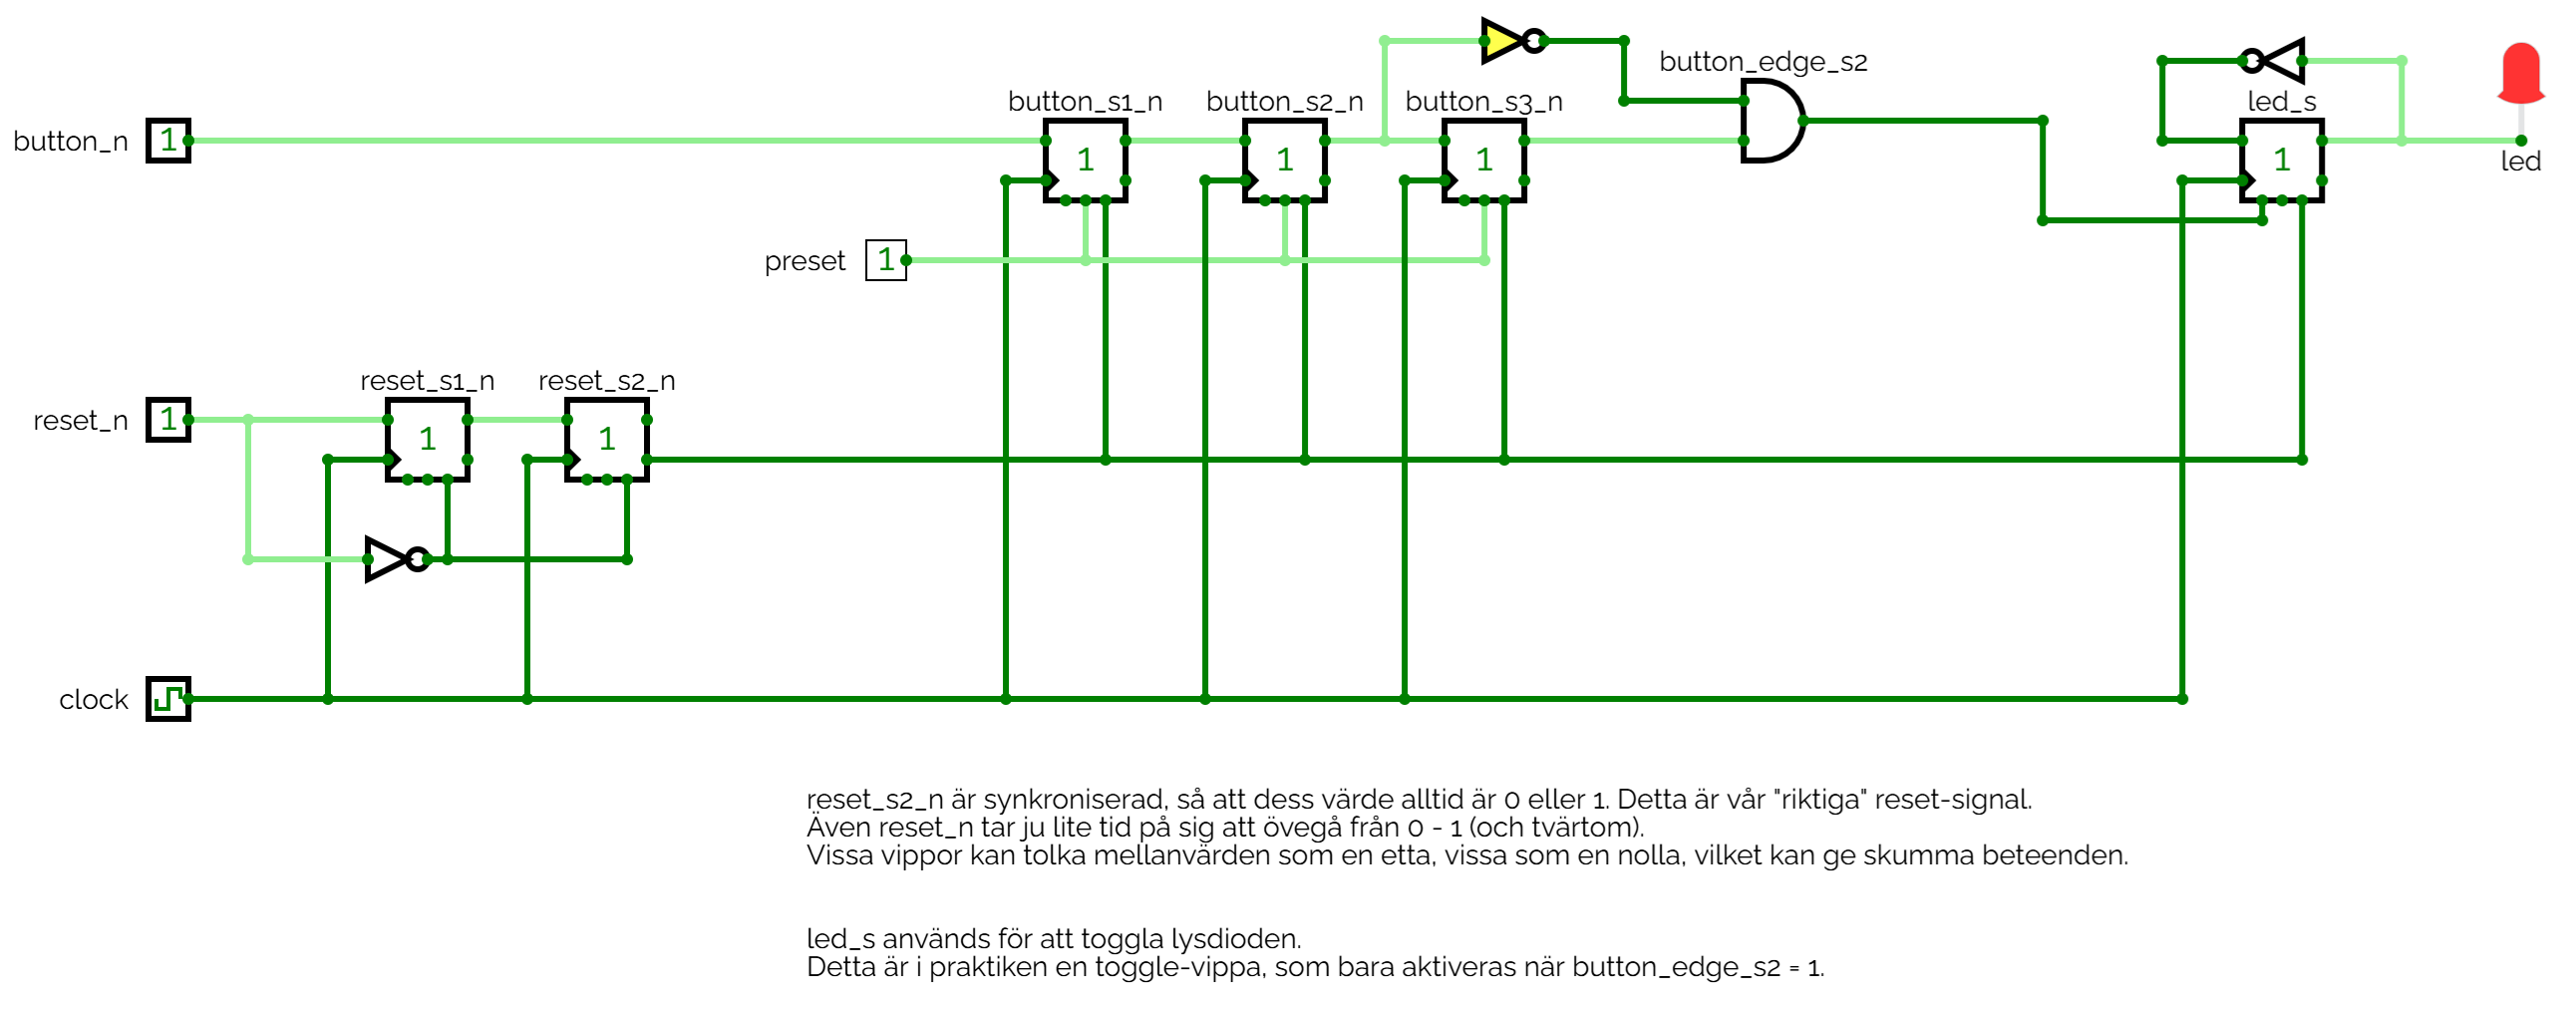 button_edge_s2
button_s1_n
button_s2_n
button_s3_n
led_s
button_n
1
1
1
1
1
led
preset
1
reset_s1_n
reset_s2_n
reset_n
1
1
1
clock
reset_s2_n är synkroniserad, så att dess värde alltid är 0 eller 1. Detta är vår "riktiga" reset-signal.
Även reset_n tar ju lite tid på sig att övegå från 0 - 1 (och tvärtom).
Vissa vippor kan tolka mellanvärden som en etta, vissa som en nolla, vilket kan ge skumma beteenden.
led_s används för att toggla lysdioden.
Detta är i praktiken en toggle-vippa, som bara aktiveras när button_edge_s2 = 1.